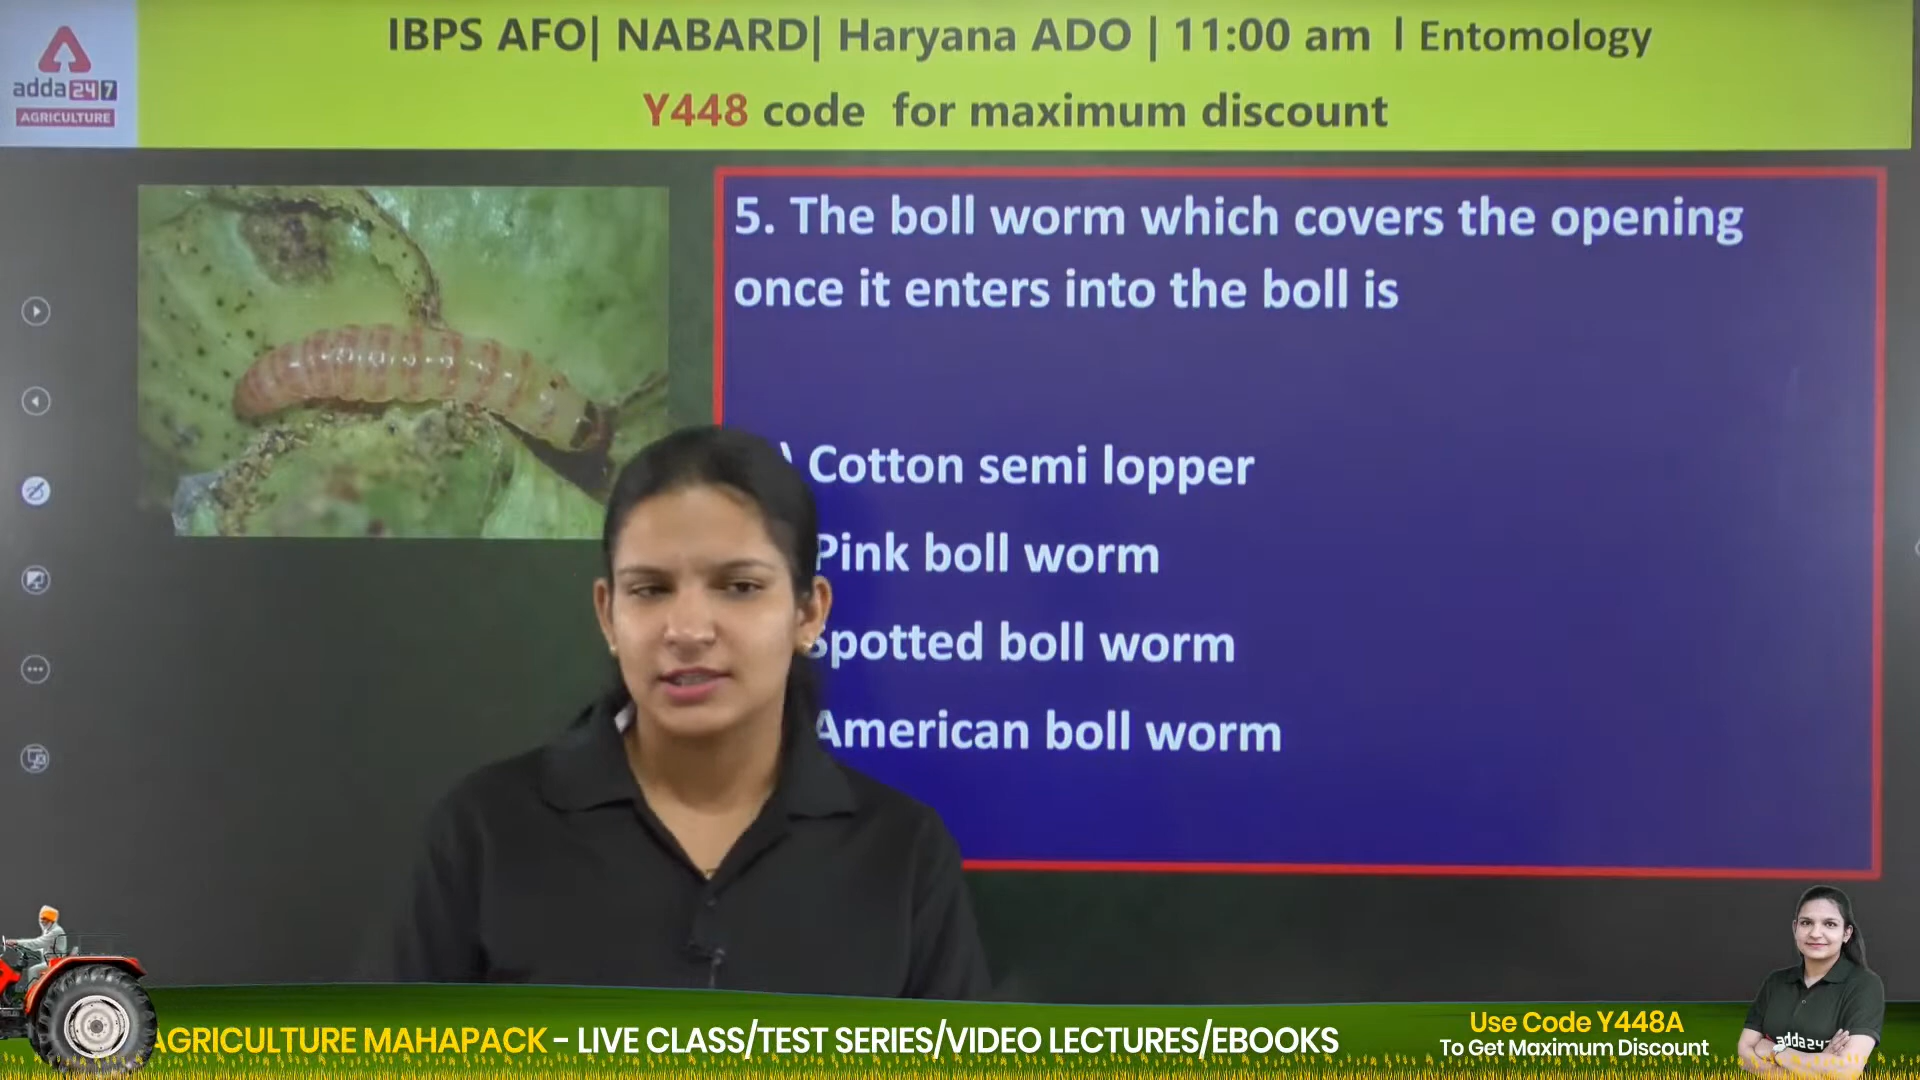 IBPS AFO| NABARD| Haryana ADO | 11:00 am l Entomology
Y448 code for maximum discount
adda247
AGRICULTURE
5. The boll worm which covers the opening
once it enters into the boll is
) Cotton semi lopper
Pink boll worm
Spotted boll worm
American boll worm
AGRICULTURE MAHAPACK - LIVE CLASS/TEST SERIES/VIDEO LECTURES/EBOOKS
Use Code Y448A
To Get Maximum Discount
adda247